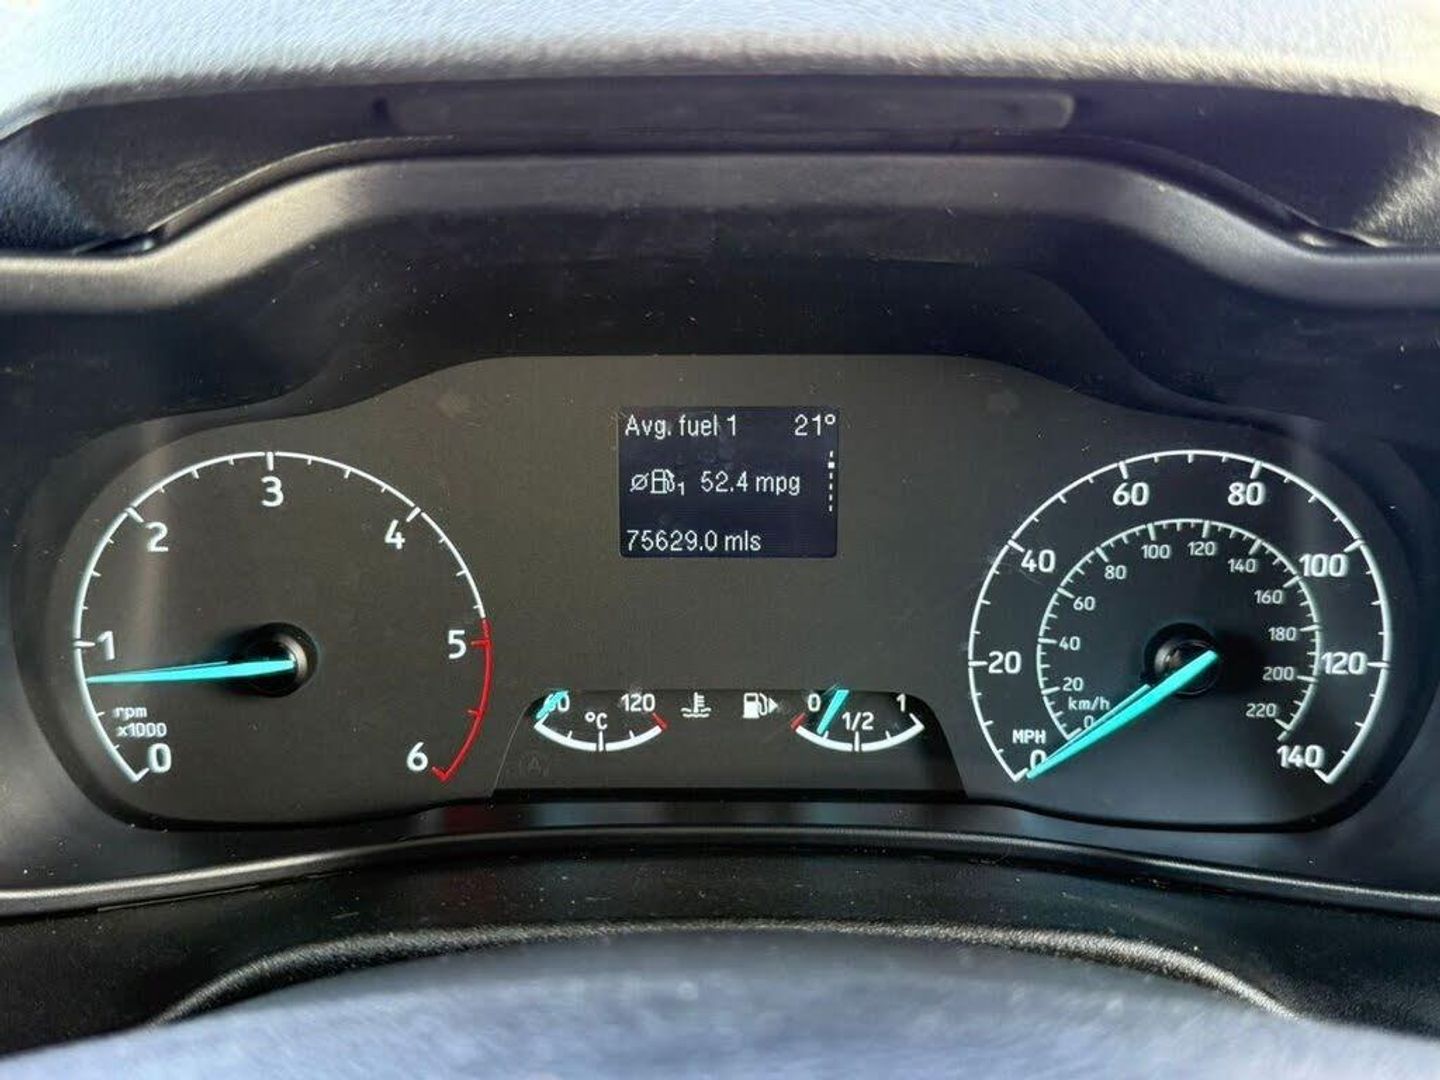 Avg. fuel 1 21°
1 52.4 mpg
75629.0 mls
0 1 2 3 4 5 6
rpm
x1000
120
°C
0 1/2 1
0 20 40 60 80 100 120 140
MPH
0 20 40 60 80 100 120 140 160 180 200 220
km/h